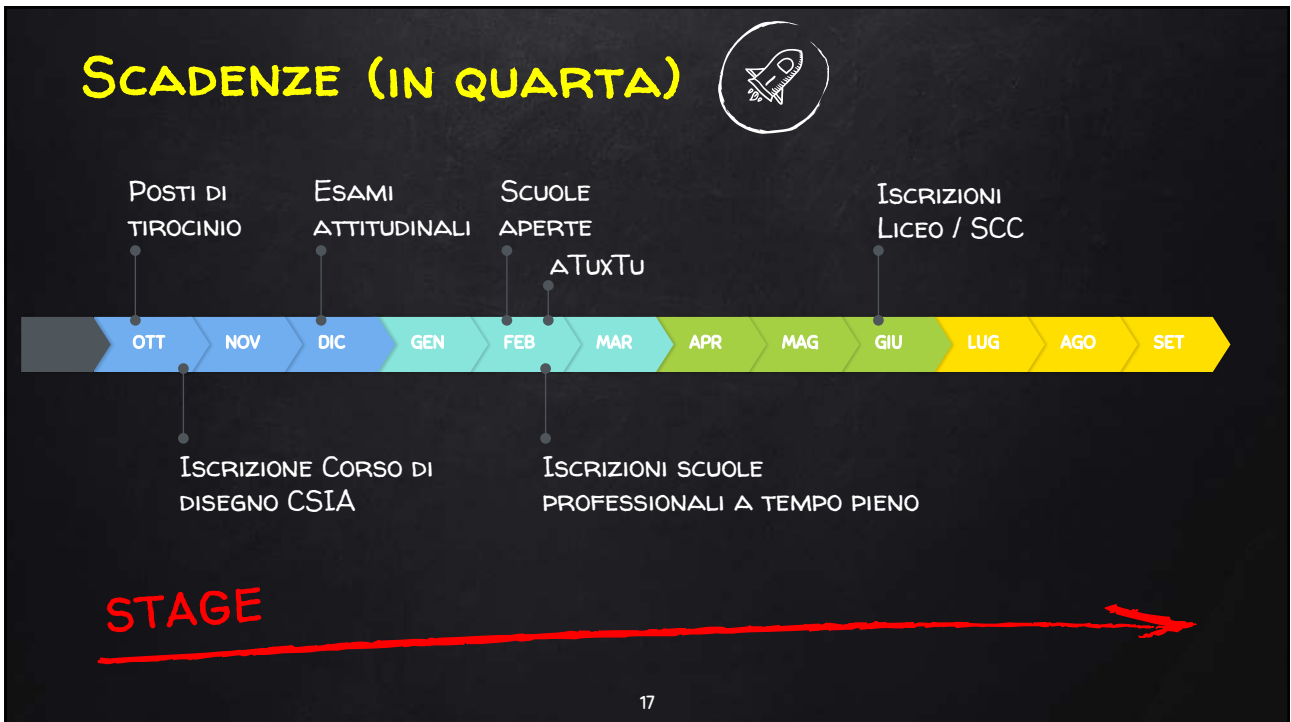 Scadenze (in quarta)
Posti di
tirocinio
Esami
attitudinali
Scuole
aperte
aTuxTu
Iscrizioni
Liceo / SCC
OTT NOV DIC GEN FEB MAR APR MAG GIU LUG AGO SET
Iscrizione Corso di
disegno CSIA
Iscrizioni scuole
professionali a tempo pieno
STAGE
17